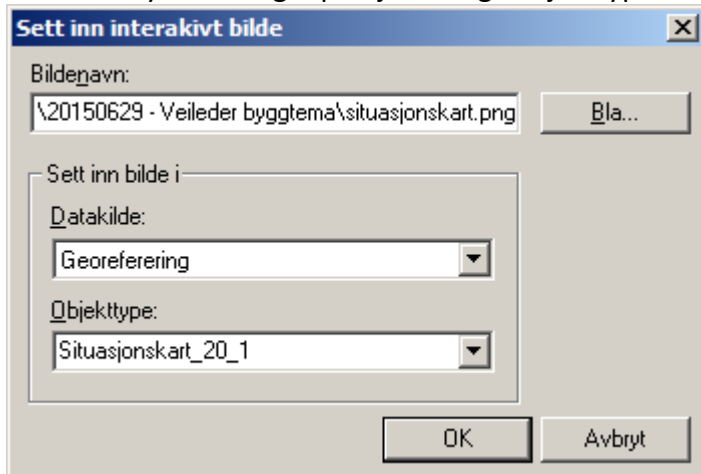 Sett inn interakivt bilde
Bildenavn:
\20150629 - Veileder byggtema\situasjonskart.png
Bla...
Sett inn bilde i
Datakilde:
Georeferering
Objekttype:
Situasjonskart_20_1
OK
Avbryt